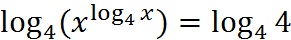 log₄(x^(log₄ x)) = log₄ 4